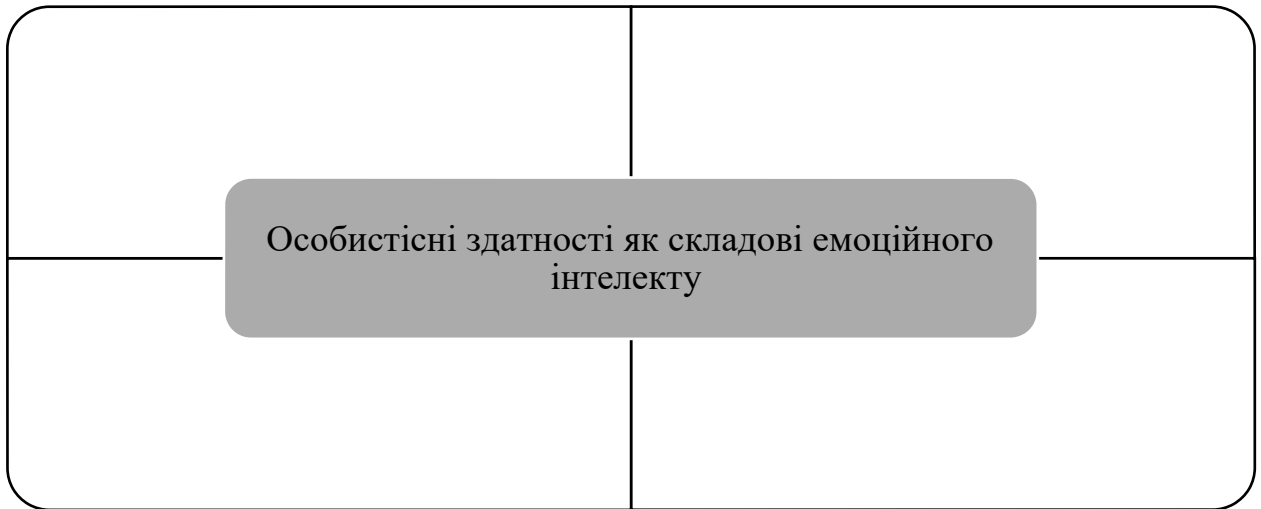 Особистісні здатності як складові емоційного
інтелекту